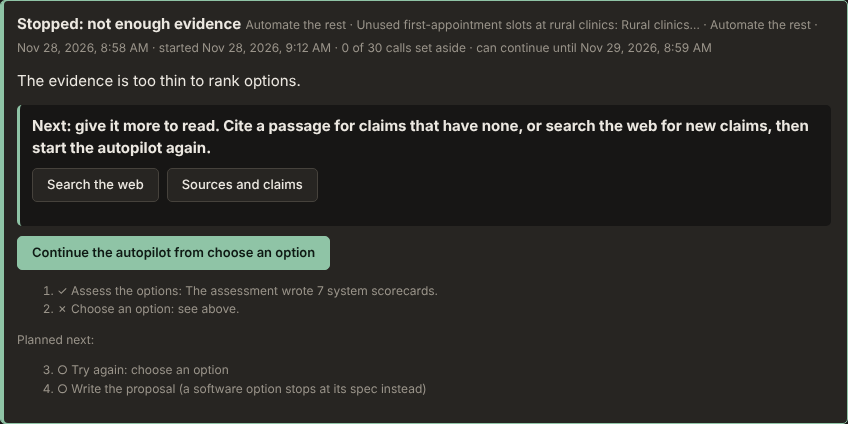 Stopped: not enough evidence Automate the rest · Unused first-appointment slots at rural clinics: Rural clinics... · Automate the rest ·
Nov 28, 2026, 8:58 AM · started Nov 28, 2026, 9:12 AM · 0 of 30 calls set aside · can continue until Nov 29, 2026, 8:59 AM
The evidence is too thin to rank options.
Next: give it more to read. Cite a passage for claims that have none, or search the web for new claims, then
start the autopilot again.
Search the web Sources and claims
Continue the autopilot from choose an option
1. ✓ Assess the options: The assessment wrote 7 system scorecards.
2. × Choose an option: see above.
Planned next:
3. ○ Try again: choose an option
4. ○ Write the proposal (a software option stops at its spec instead)